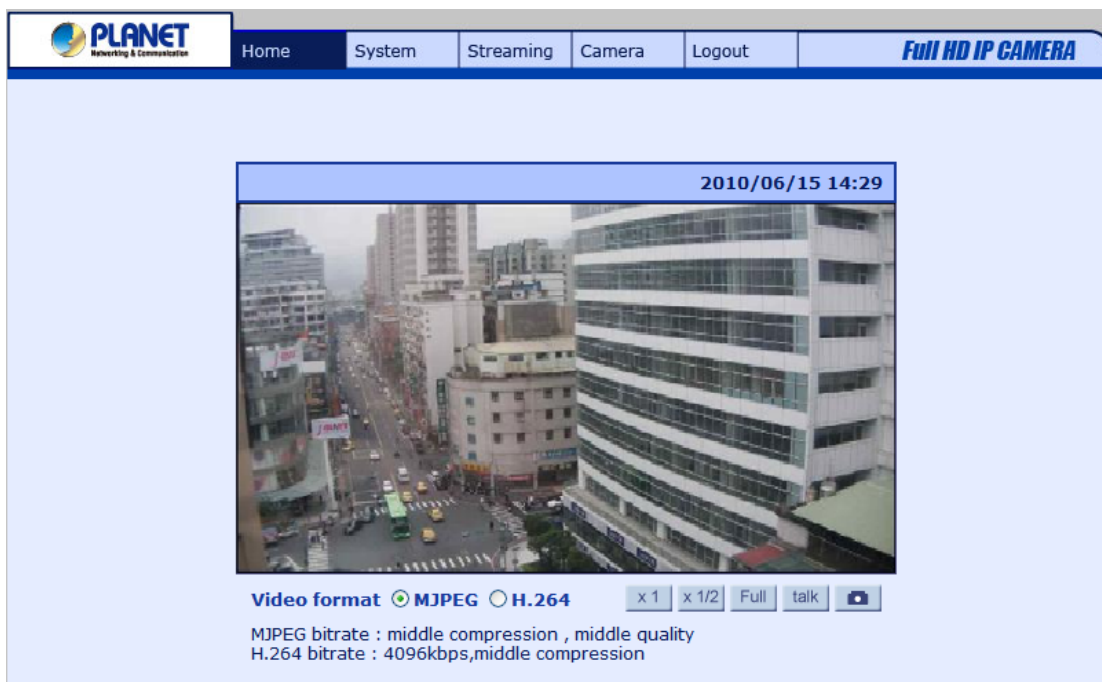 PLANET
Networking & Communication
Home
System
Streaming
Camera
Logout
Full HD IP CAMERA
2010/06/15 14:29
Video format MJPEG H.264
x 1
x 1/2
Full
talk
MJPEG bitrate : middle compression , middle quality
H.264 bitrate : 4096kbps,middle compression